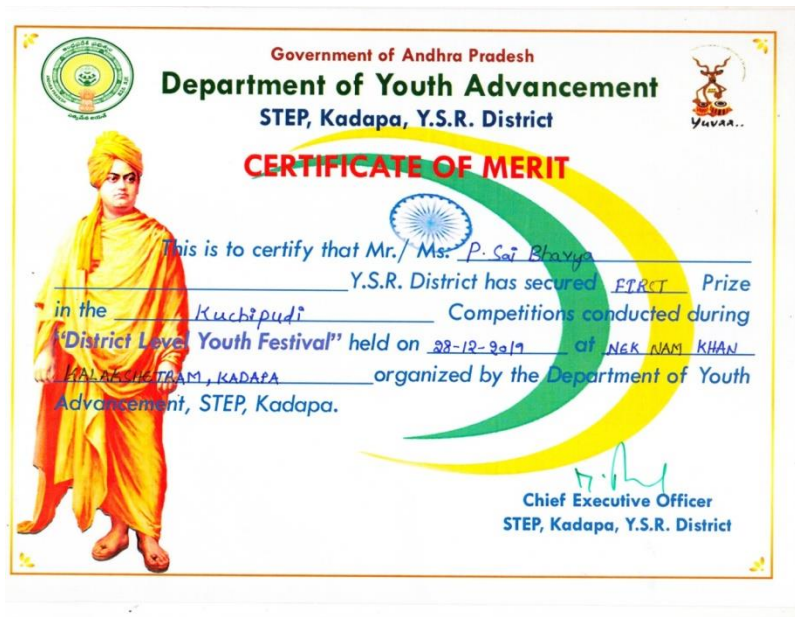 Government of Andhra Pradesh
Department of Youth Advancement
STEP, Kadapa, Y.S.R. District
Yuvaa..
CERTIFICATE OF MERIT
This is to certify that Mr./ Ms. P. Sai Bhavya
Y.S.R. District has secured FIRST Prize
in the Kuchipudi Competitions conducted during
"District Level Youth Festival" held on 28-12-2019 at NEK NAM KHAN
KALAKSHETRAM, KADAPA organized by the Department of Youth
Advancement, STEP, Kadapa.
Chief Executive Officer
STEP, Kadapa, Y.S.R. District